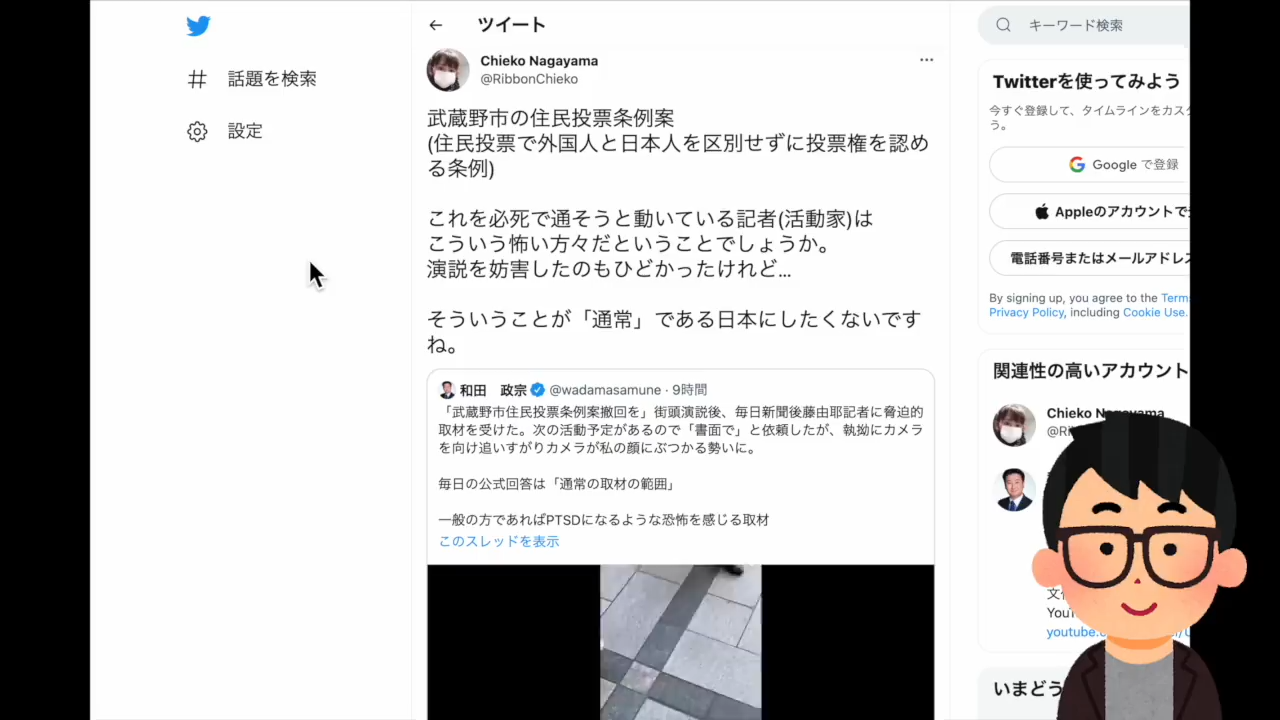 ツイート
キーワード検索
話題を検索
設定
Chieko Nagayama
@RibbonChieko
武蔵野市の住民投票条例案
(住民投票で外国人と日本人を区別せずに投票権を認め
る条例)
これを必死で通そうと動いている記者(活動家)は
こういう怖い方々だということでしょうか。
演説を妨害したのもひどかったけれど...
そういうことが「通常」である日本にしたくないです
ね。
和田 政宗 @wadamasamune · 9時間
「武蔵野市住民投票条例案撤回を」街頭演説後、毎日新聞後藤由耶記者に脅迫的
取材を受けた。次の活動予定があるので「書面で」と依頼したが、執拗にカメラ
を向け追いすがりカメラが私の顔にぶつかる勢いに。
毎日の公式回答は「通常の取材の範囲」
一般の方であればPTSDになるような恐怖を感じる取材
このスレッドを表示
Twitterを使ってみよう
今すぐ登録して、タイムラインをカスタ
う。
Google で登録
Appleのアカウントで
電話番号またはメールアドレス
By signing up, you agree to the Terms
Privacy Policy, including Cookie Use.
関連性の高いアカウント
Chieko Nagayama
@Ri
文化
YouT
youtube.c
いまどう